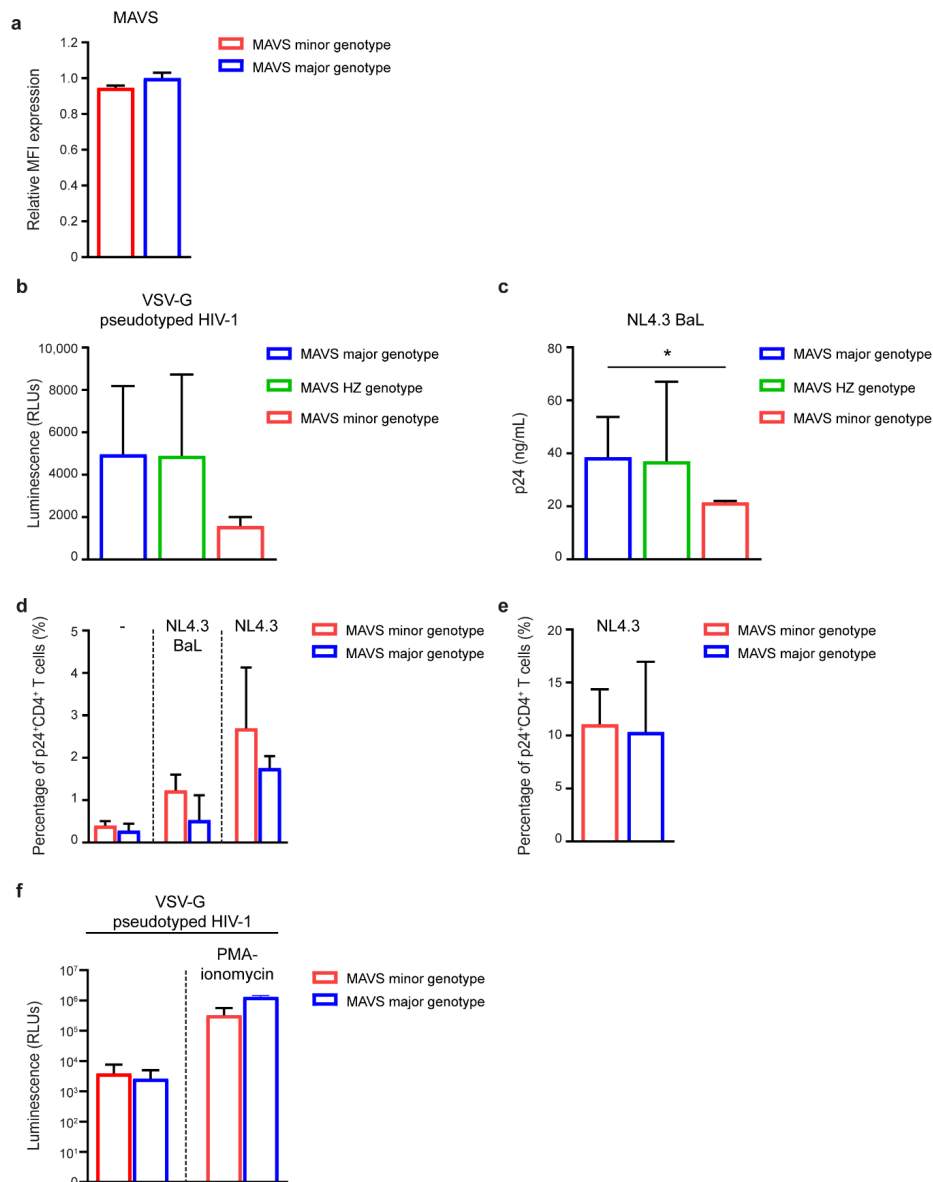 a
MAVS
1.2
1.0
0.8
0.6
0.4
0.2
0
Relative MFI expression
MAVS minor genotype
MAVS major genotype
b
VSV-G
pseudotyped HIV-1
10,000
8000
6000
4000
2000
0
Luminescence (RLUs)
MAVS major genotype
MAVS HZ genotype
MAVS minor genotype
c
NL4.3 BaL
*
80
60
40
20
0
p24 (ng/mL)
MAVS major genotype
MAVS HZ genotype
MAVS minor genotype
d
-
NL4.3
BaL
NL4.3
5
4
3
2
1
0
Percentage of p24⁺CD4⁺ T cells (%)
MAVS minor genotype
MAVS major genotype
e
NL4.3
20
15
10
5
0
Percentage of p24⁺CD4⁺ T cells (%)
MAVS minor genotype
MAVS major genotype
f
VSV-G
pseudotyped HIV-1
PMA-
ionomycin
10⁷
10⁶
10⁵
10⁴
10³
10²
10¹
0
Luminescence (RLUs)
MAVS minor genotype
MAVS major genotype